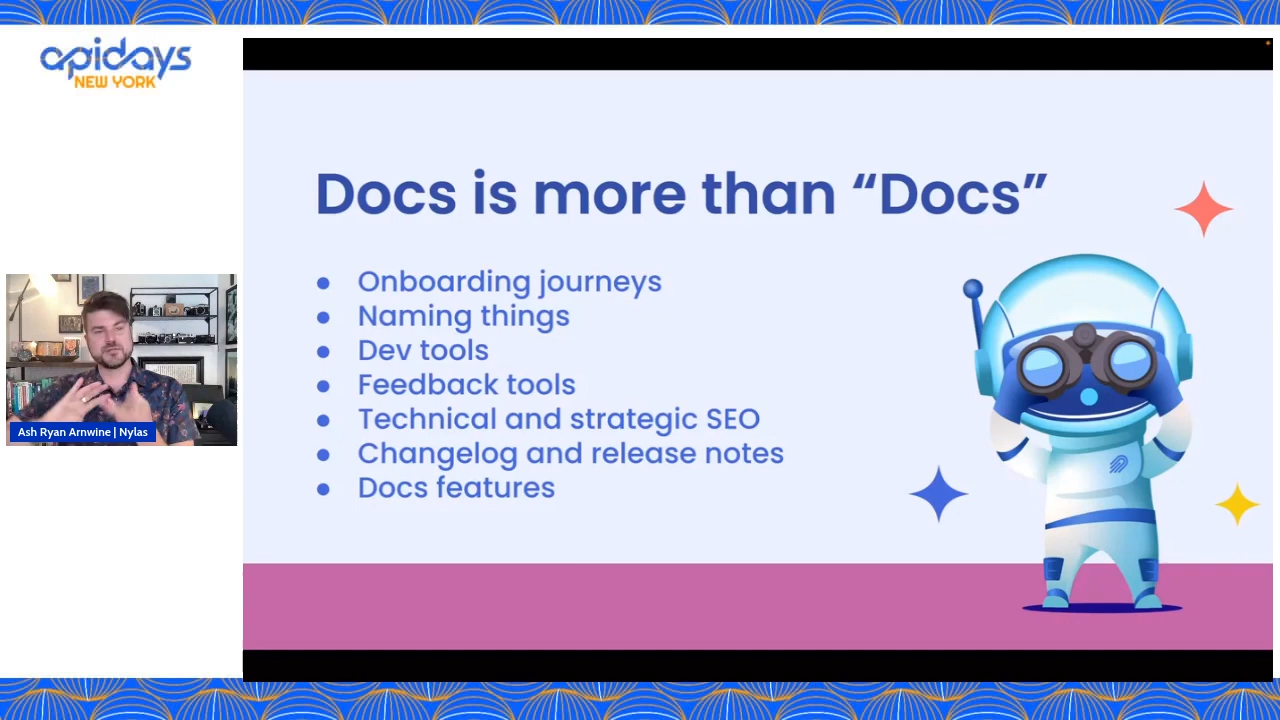 apidays
NEW YORK
Docs is more than “Docs”
● Onboarding journeys
● Naming things
● Dev tools
● Feedback tools
● Technical and strategic SEO
● Changelog and release notes
● Docs features
Ash Ryan Arnwine | Nylas